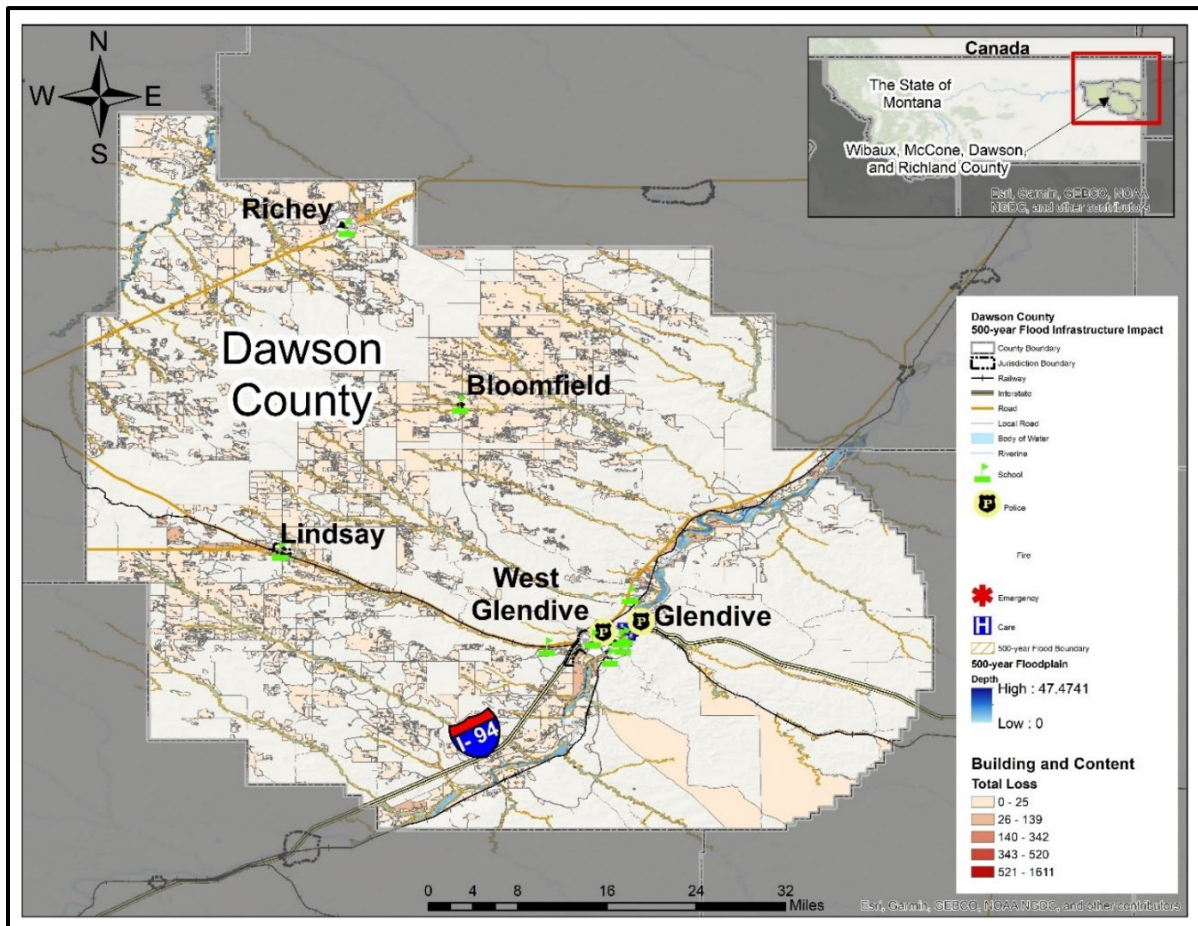 N
W E
S
Canada
The State of
Montana
Wibaux, McCone, Dawson,
and Richland County
Esri, Garmin, GEBCO, NOAA
NGDC, and other contributors
Richey
Dawson
County
Bloomfield
Lindsay
West
Glendive
Glendive
I-94
P
P
Dawson County
500-year Flood Infrastructure Impact
County Boundary
Jurisdiction Boundary
Railway
Interstate
Road
Local Road
Body of Water
Riverine
School
P Police
Fire
Emergency
H Care
500-year Flood Boundary
500-year Floodplain
Depth
High : 47.4741
Low : 0
Building and Content
Total Loss
0 - 25
26 - 139
140 - 342
343 - 520
521 - 1611
0 4 8 16 24 32
Miles
Esri, Garmin, GEBCO, NOAA NGDC, and other contributors